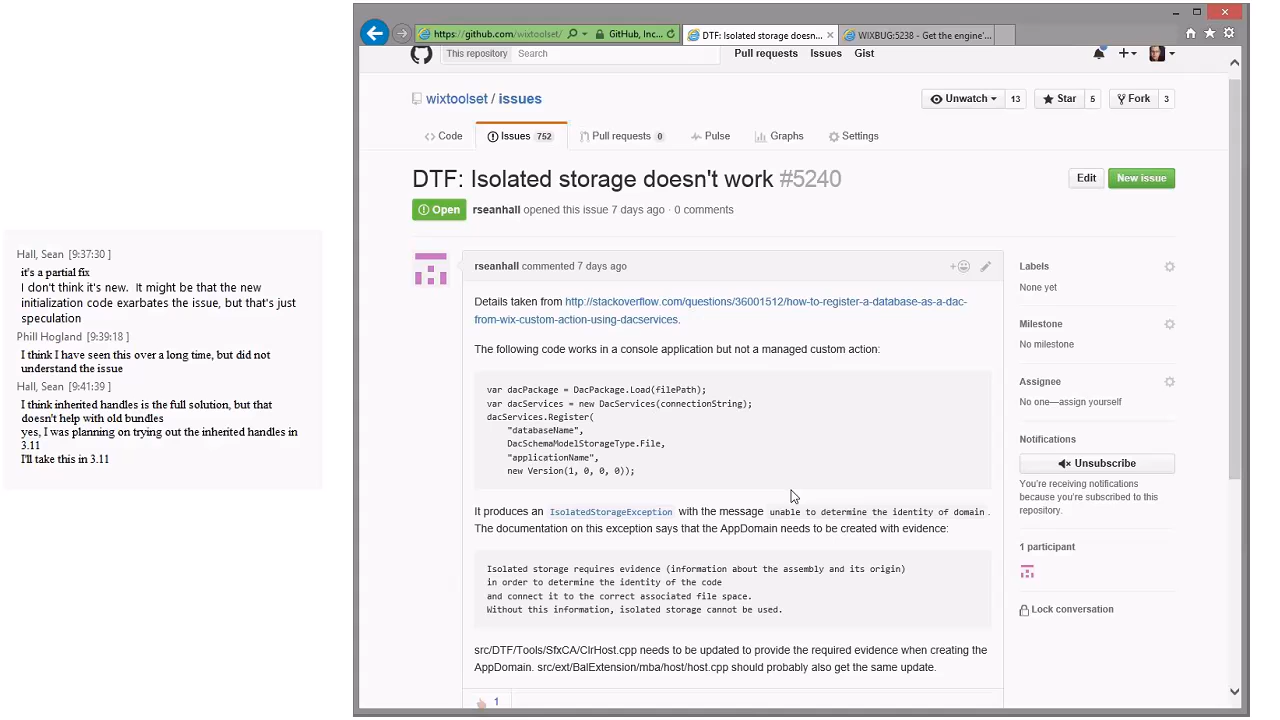 Hall, Sean [9:37:30 ]
it's a partial fix
I don't think it's new.  It might be that the new
initialization code exarbates the issue, but that's just
speculation
Phill Hogland [9:39:18 ]
I think I have seen this over a long time, but did not
understand the issue
Hall, Sean [9:41:39 ]
I think inherited handles is the full solution, but that
doesn't help with old bundles
yes, I was planning on trying out the inherited handles in
3.11
I'll take this in 3.11
https://github.com/wixtoolset/ GitHub, Inc...
DTF: Isolated storage doesn...
WIXBUG:5238 - Get the engine'...
This repository Search Pull requests Issues Gist
wixtoolset / issues
Unwatch 13 Star 5 Fork 3
Code Issues 752 Pull requests 0 Pulse Graphs Settings
DTF: Isolated storage doesn't work #5240
Edit New issue
Open rseanhall opened this issue 7 days ago · 0 comments
rseanhall commented 7 days ago
Details taken from http://stackoverflow.com/questions/36001512/how-to-register-a-database-as-a-dac-
from-wix-custom-action-using-dacservices.
The following code works in a console application but not a managed custom action:
var dacPackage = DacPackage.Load(filePath);
var dacServices = new DacServices(connectionString);
dacServices.Register(
"databaseName",
DacSchemaModelStorageType.File,
"applicationName",
new Version(1, 0, 0, 0));
It produces an IsolatedStorageException with the message unable to determine the identity of domain.
The documentation on this exception says that the AppDomain needs to be created with evidence:
Isolated storage requires evidence (information about the assembly and its origin)
in order to determine the identity of the code
and connect it to the correct associated file space.
Without this information, isolated storage cannot be used.
src/DTF/Tools/SfxCA/ClrHost.cpp needs to be updated to provide the required evidence when creating the
AppDomain. src/ext/BalExtension/mba/host/host.cpp should probably also get the same update.
1
Labels
None yet
Milestone
No milestone
Assignee
No one—assign yourself
Notifications
Unsubscribe
You're receiving notifications
because you're subscribed to this
repository.
1 participant
Lock conversation